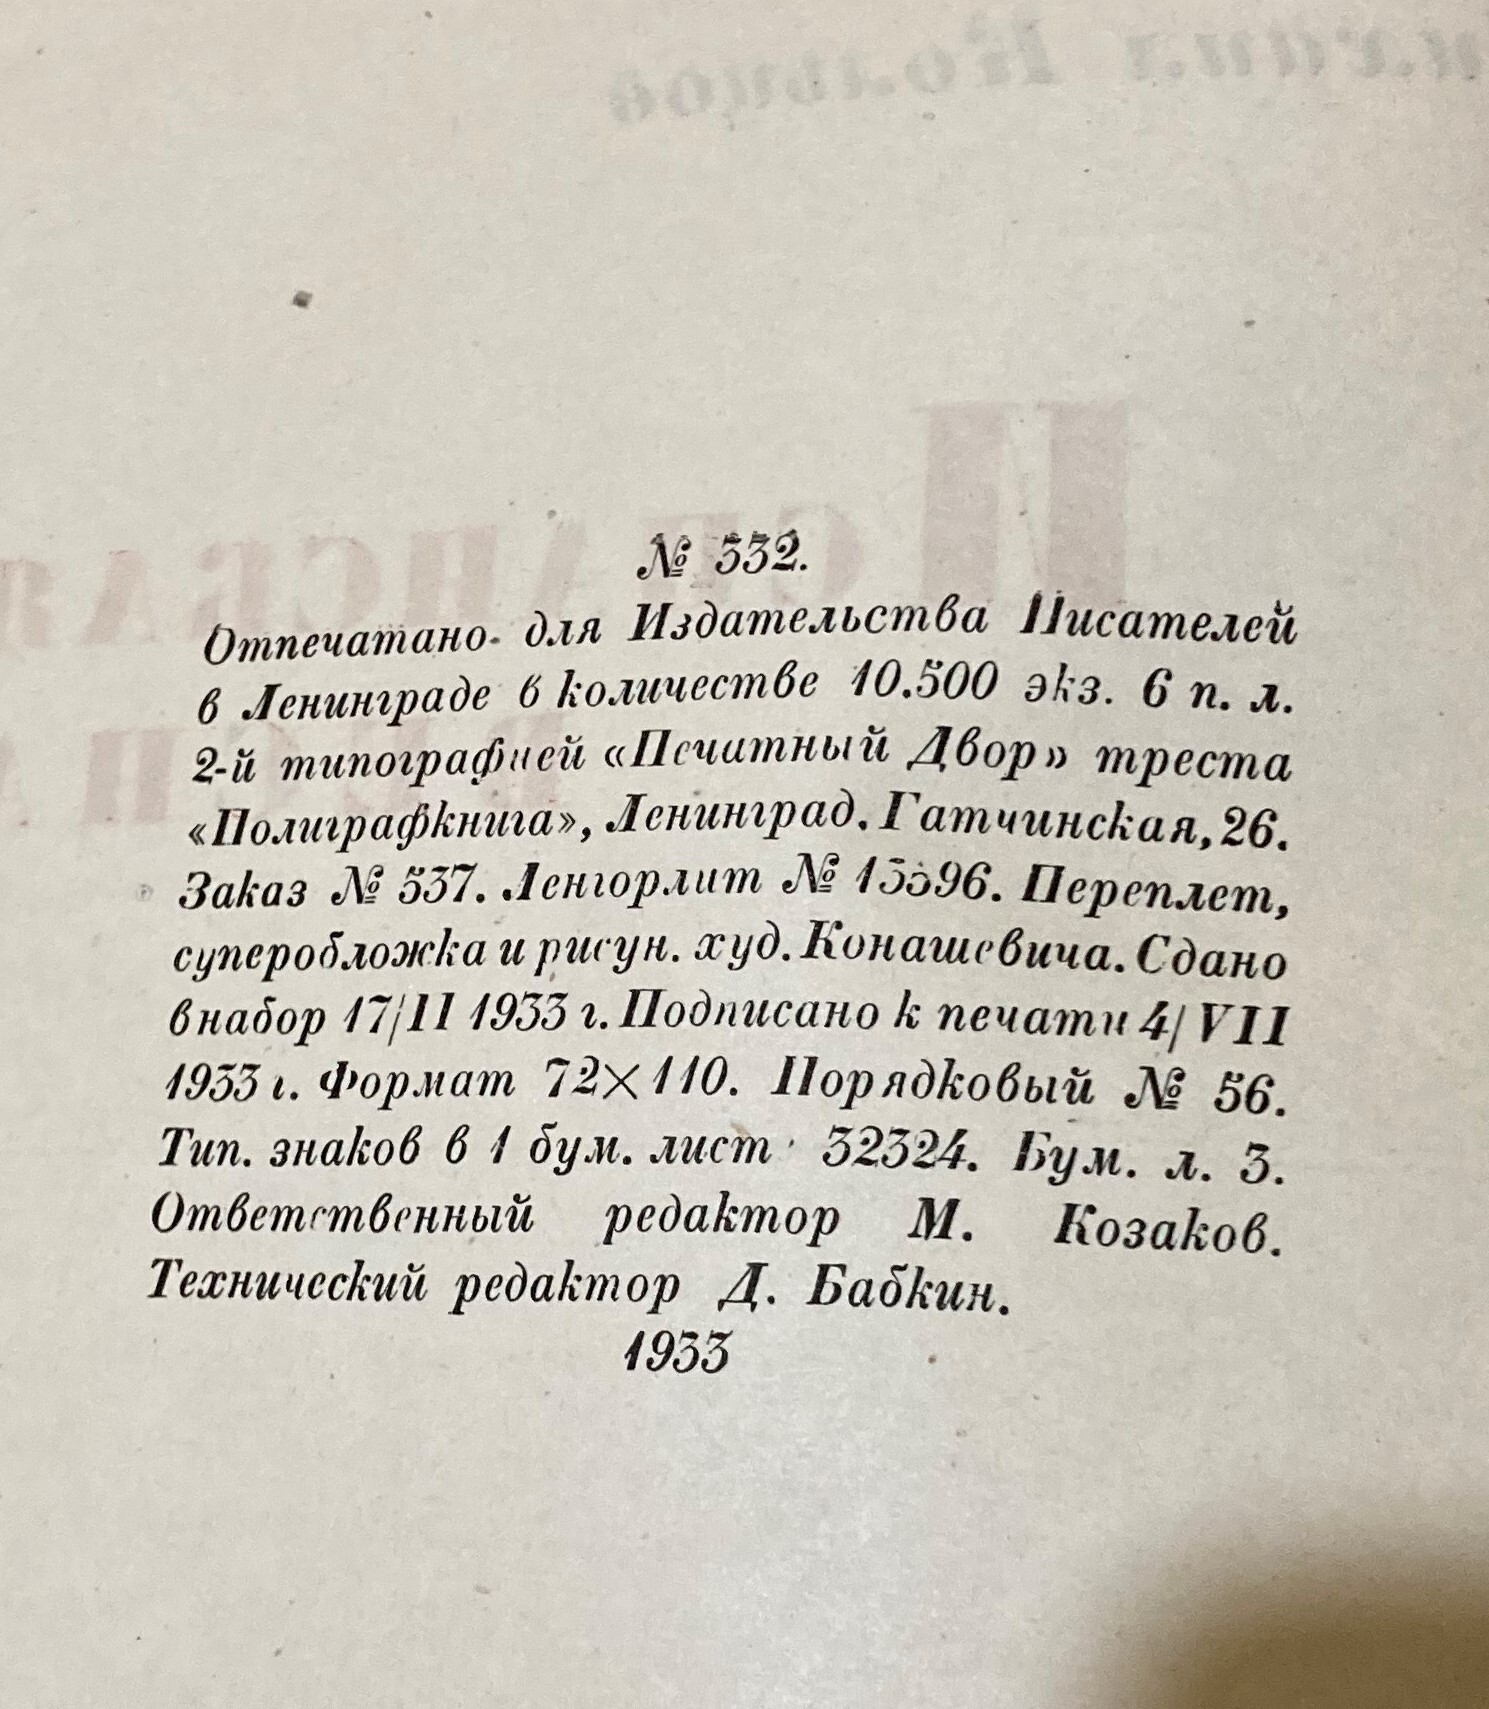 № 332.
Отпечатано для Издательства Писателей
в Ленинграде в количестве 10.500 экз. 6 п. л.
2-й типографией «Печатный Двор» треста
«Полиграфкнига», Ленинград. Гатчинская, 26.
Заказ № 537. Ленгорлит № 13596. Переплет,
суперобложка и рисун. худ. Конашевича. Сдано
в набор 17/II 1933 г. Подписано к печати 4/VII
1933 г. Формат 72×110. Порядковый № 56.
Тип. знаков в 1 бум. лист 32324. Бум. л. 3.
Ответственный редактор М. Козаков.
Технический редактор Д. Бабкин.
1933